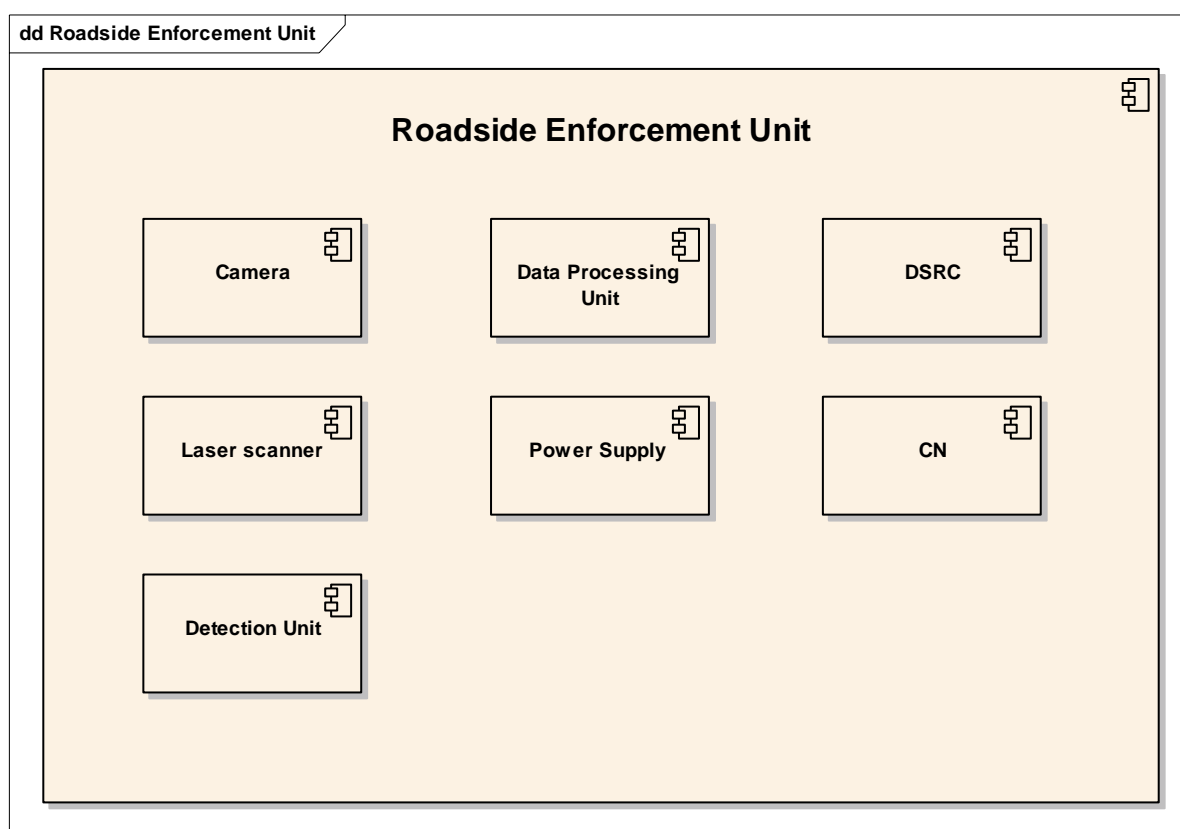 dd Roadside Enforcement Unit
Roadside Enforcement Unit
Camera
Data Processing
Unit
DSRC
Laser scanner
Power Supply
CN
Detection Unit